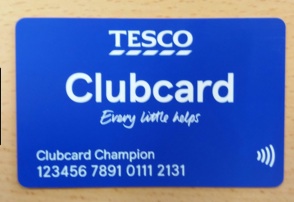 TESCO
Clubcard
Every little helps
Clubcard Champion
123456 7891 0111 2131